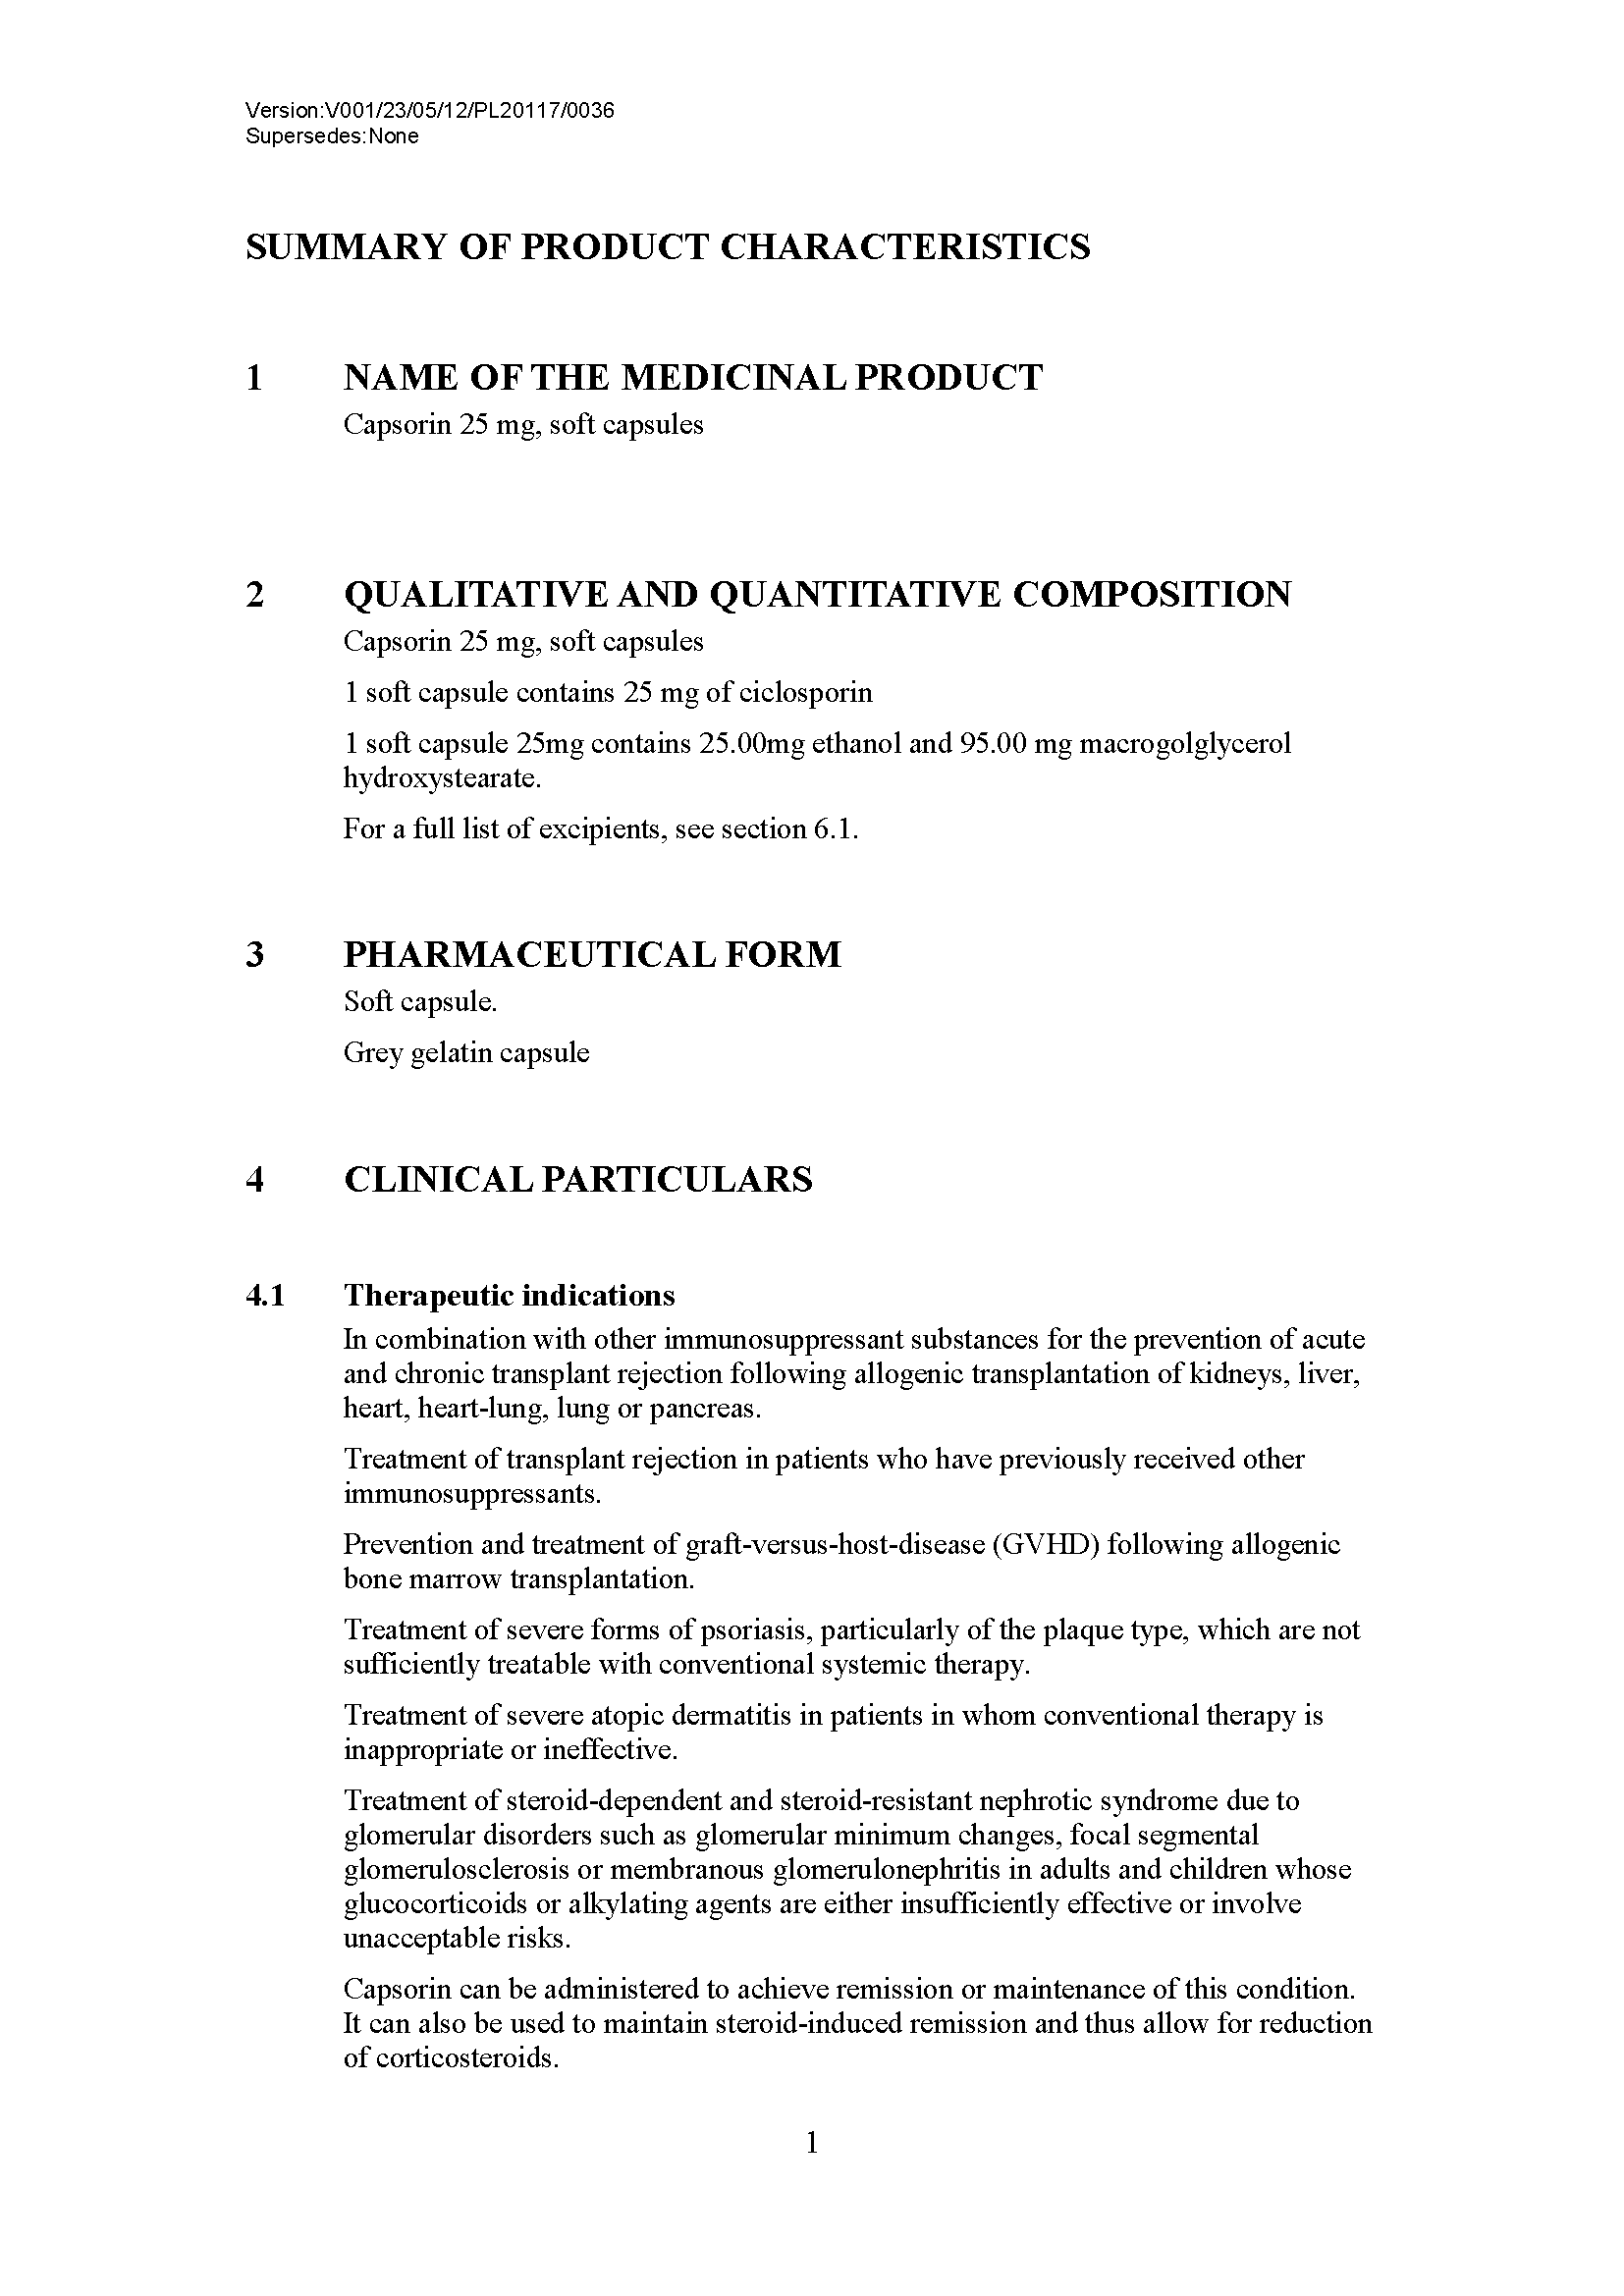 Version:V001/23/05/12/PL20117/0036
Supersedes:None
SUMMARY OF PRODUCT CHARACTERISTICS
1 NAME OF THE MEDICINAL PRODUCT
Capsorin 25 mg, soft capsules
2 QUALITATIVE AND QUANTITATIVE COMPOSITION
Capsorin 25 mg, soft capsules
1 soft capsule contains 25 mg of ciclosporin
1 soft capsule 25mg contains 25.00mg ethanol and 95.00 mg macrogolglycerol
hydroxystearate.
For a full list of excipients, see section 6.1.
3 PHARMACEUTICAL FORM
Soft capsule.
Grey gelatin capsule
4 CLINICAL PARTICULARS
4.1 Therapeutic indications
In combination with other immunosuppressant substances for the prevention of acute
and chronic transplant rejection following allogenic transplantation of kidneys, liver,
heart, heart-lung, lung or pancreas.
Treatment of transplant rejection in patients who have previously received other
immunosuppressants.
Prevention and treatment of graft-versus-host-disease (GVHD) following allogenic
bone marrow transplantation.
Treatment of severe forms of psoriasis, particularly of the plaque type, which are not
sufficiently treatable with conventional systemic therapy.
Treatment of severe atopic dermatitis in patients in whom conventional therapy is
inappropriate or ineffective.
Treatment of steroid-dependent and steroid-resistant nephrotic syndrome due to
glomerular disorders such as glomerular minimum changes, focal segmental
glomerulosclerosis or membranous glomerulonephritis in adults and children whose
glucocorticoids or alkylating agents are either insufficiently effective or involve
unacceptable risks.
Capsorin can be administered to achieve remission or maintenance of this condition.
It can also be used to maintain steroid-induced remission and thus allow for reduction
of corticosteroids.
1